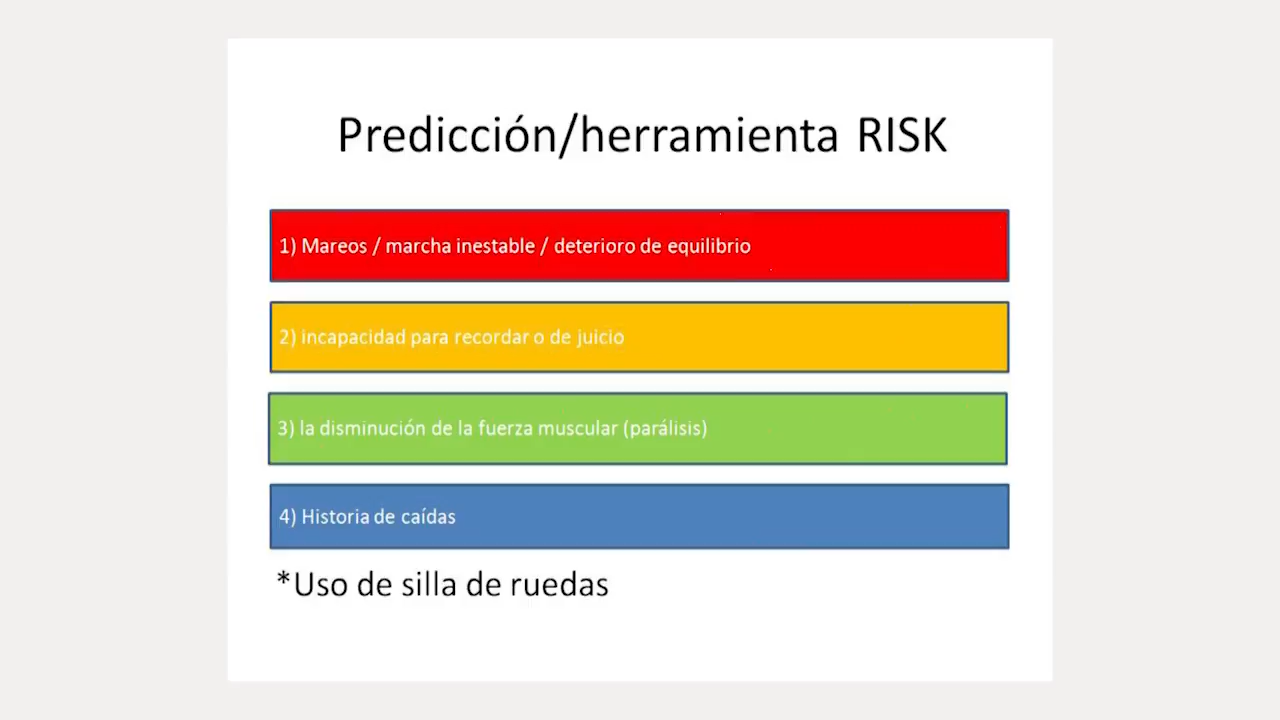 Predicción/herramienta RISK
1) Mareos / marcha inestable / deterioro de equilibrio
2) incapacidad para recordar o de juicio
3) la disminución de la fuerza muscular (parálisis)
4) Historia de caídas
*Uso de silla de ruedas